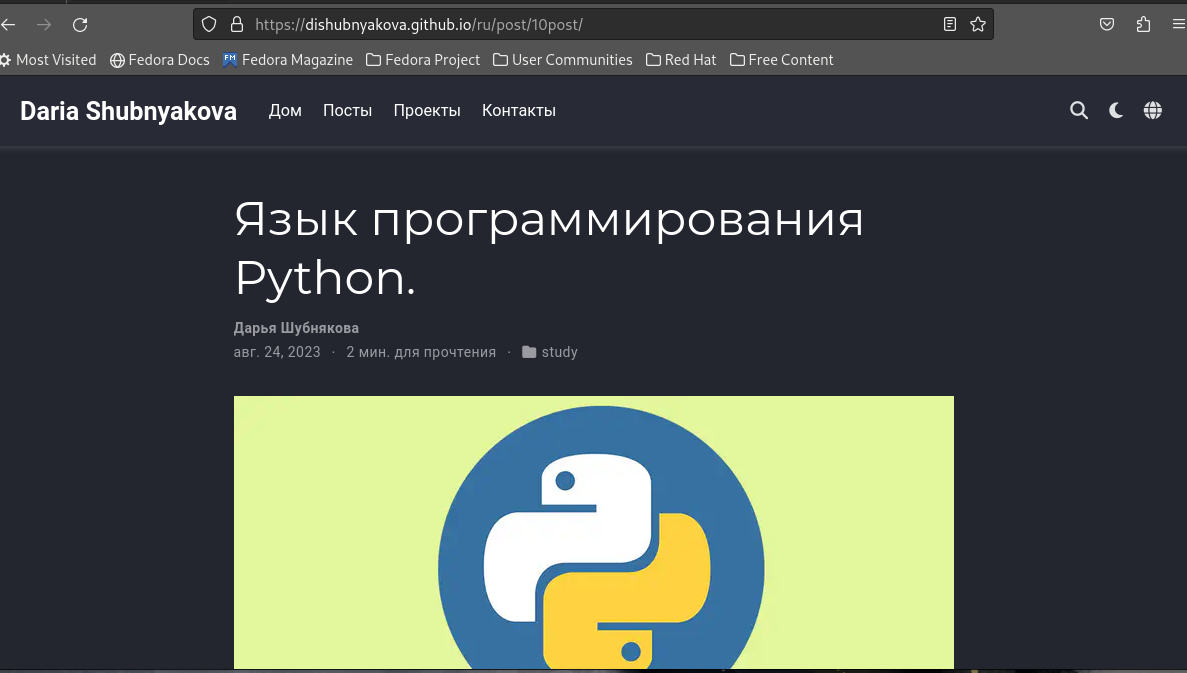 https://dishubnyakova.github.io/ru/post/10post/
Most Visited Fedora Docs FM Fedora Magazine Fedora Project User Communities Red Hat Free Content
Daria Shubnyakova Дом Посты Проекты Контакты
Язык программирования
Python.
Дарья Шубнякова
авг. 24, 2023 · 2 мин. для прочтения · study